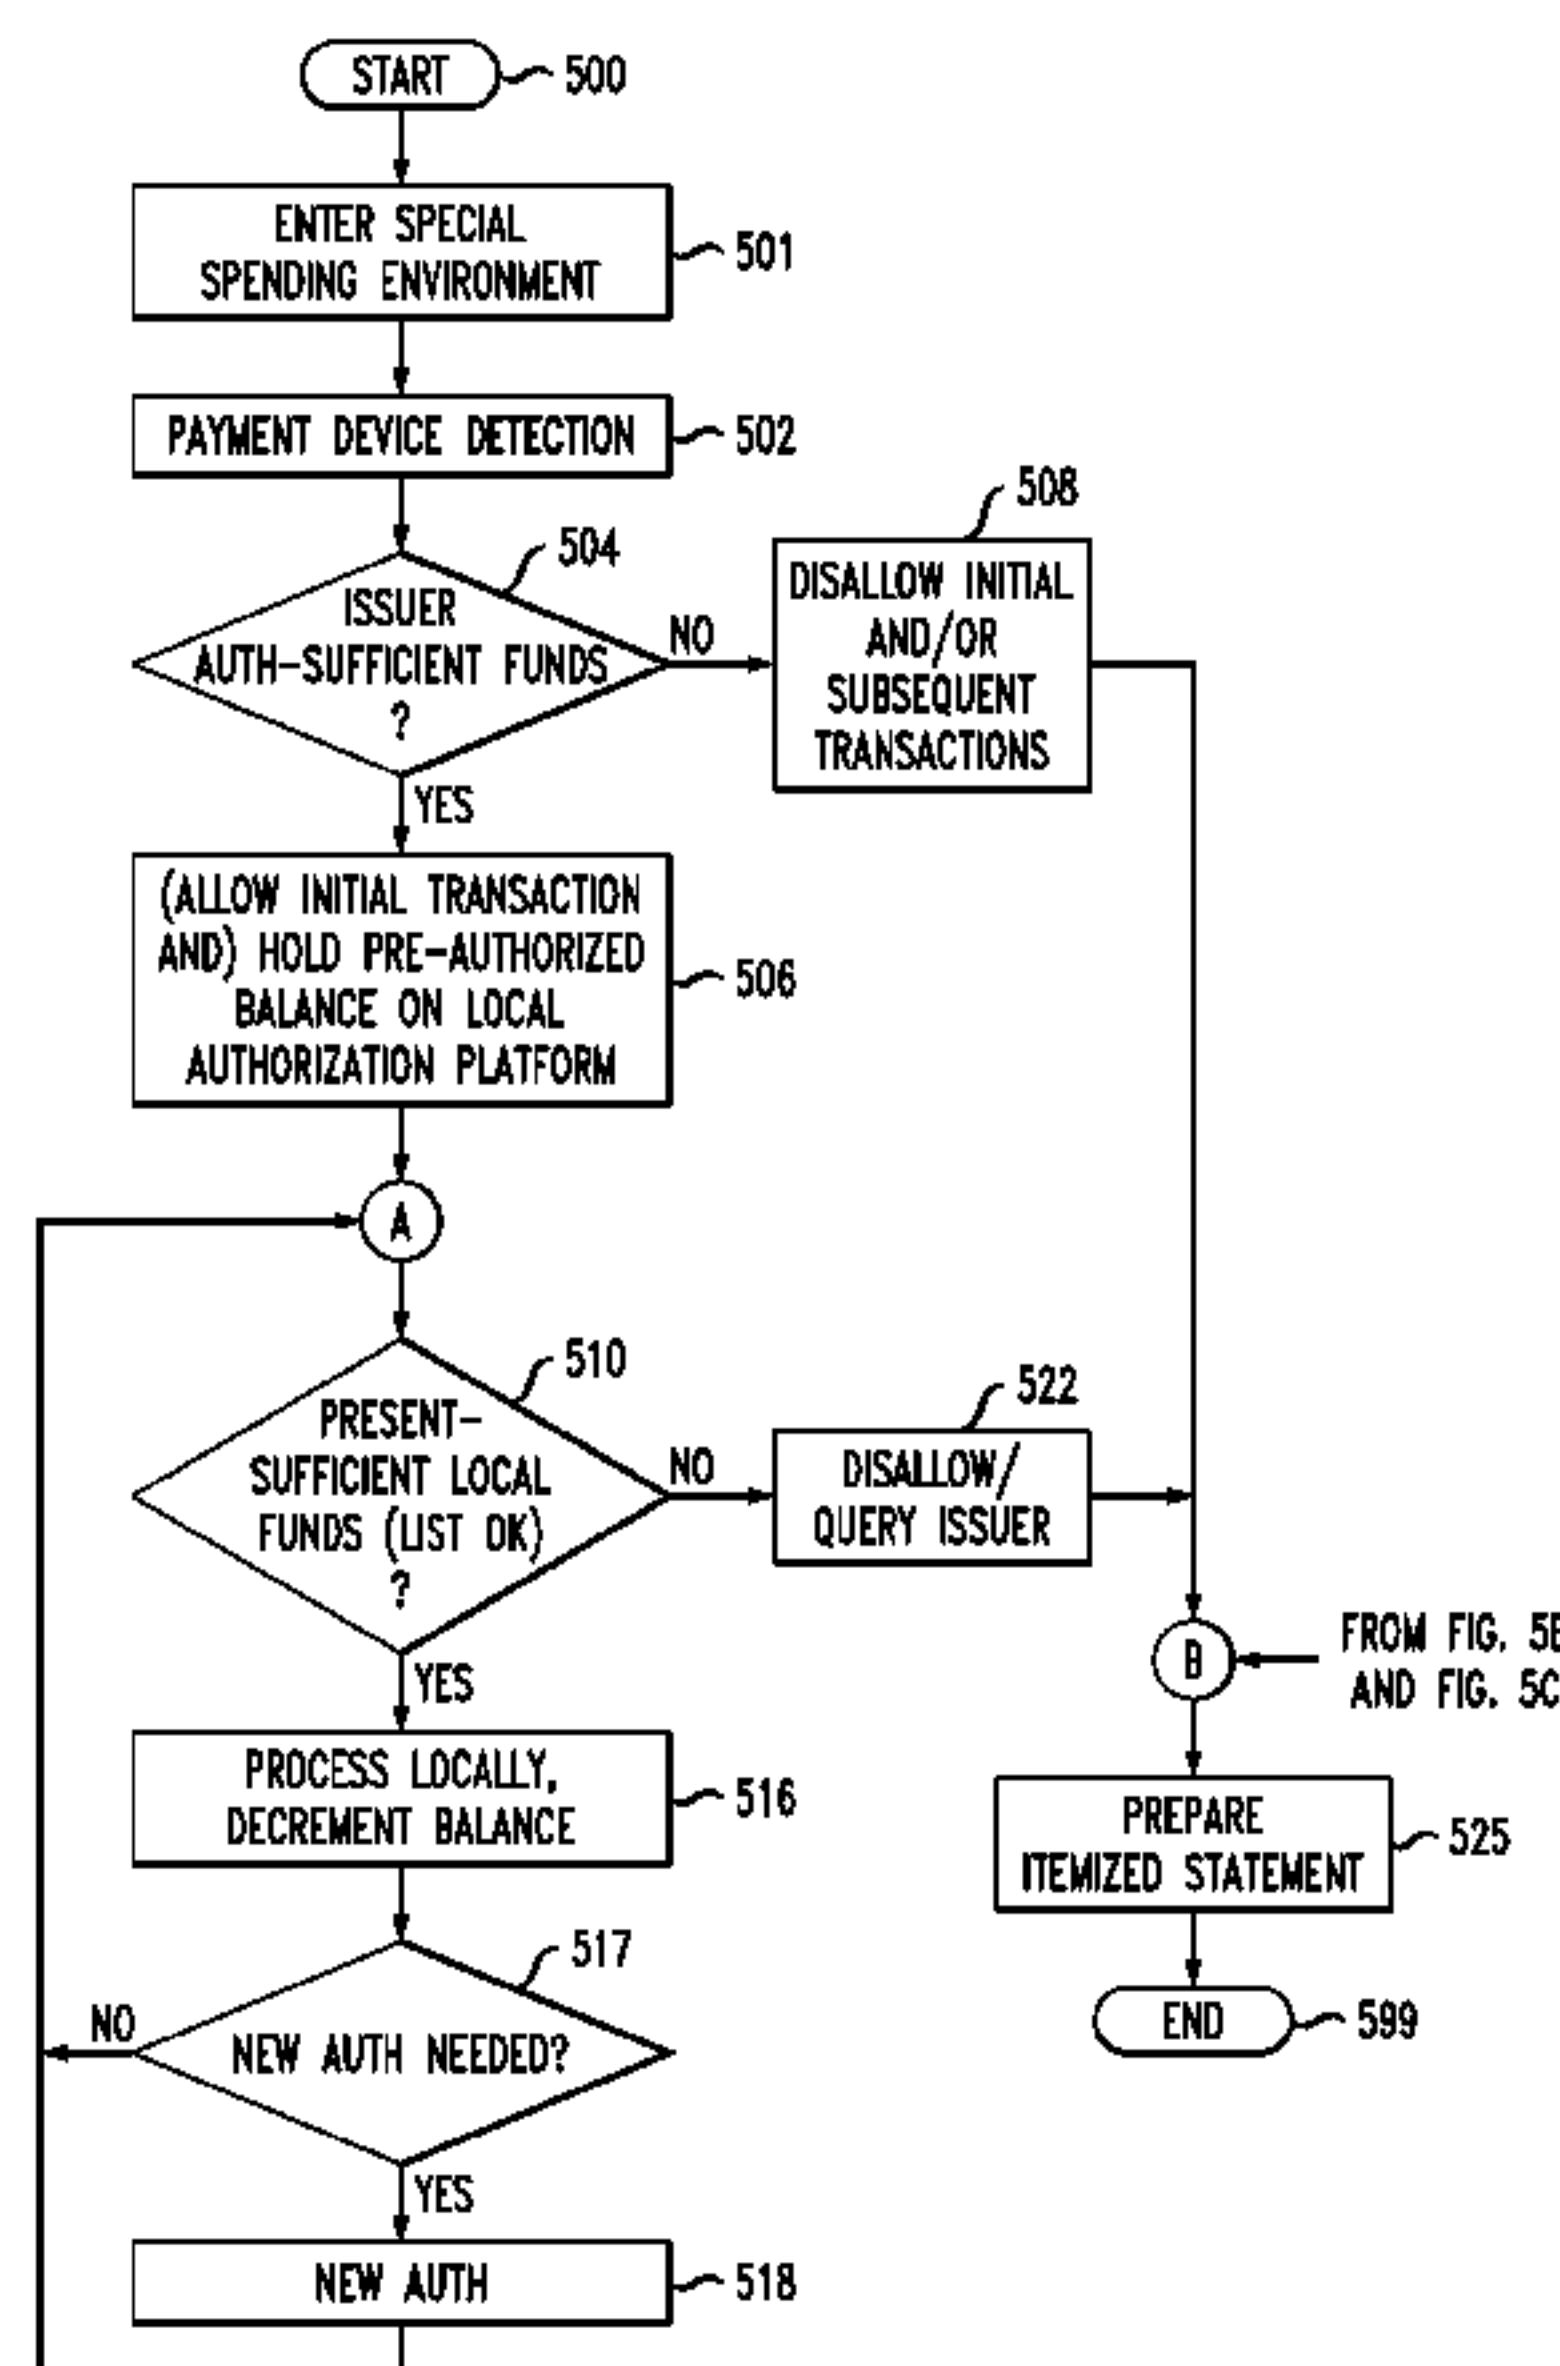 START
500
ENTER SPECIAL
SPENDING ENVIRONMENT
501
PAYMENT DEVICE DETECTION
502
504
ISSUER
AUTH-SUFFICIENT FUNDS
?
NO
YES
508
DISALLOW INITIAL
AND/OR
SUBSEQUENT
TRANSACTIONS
(ALLOW INITIAL TRANSACTION
AND) HOLD PRE-AUTHORIZED
BALANCE ON LOCAL
AUTHORIZATION PLATFORM
506
A
510
PRESENT-
SUFFICIENT LOCAL
FUNDS (LIST OK)
?
NO
YES
522
DISALLOW/
QUERY ISSUER
FROM FIG. 5B
AND FIG. 5C
B
PROCESS LOCALLY,
DECREMENT BALANCE
516
PREPARE
ITEMIZED STATEMENT
525
517
NEW AUTH NEEDED?
NO
YES
END
599
NEW AUTH
518